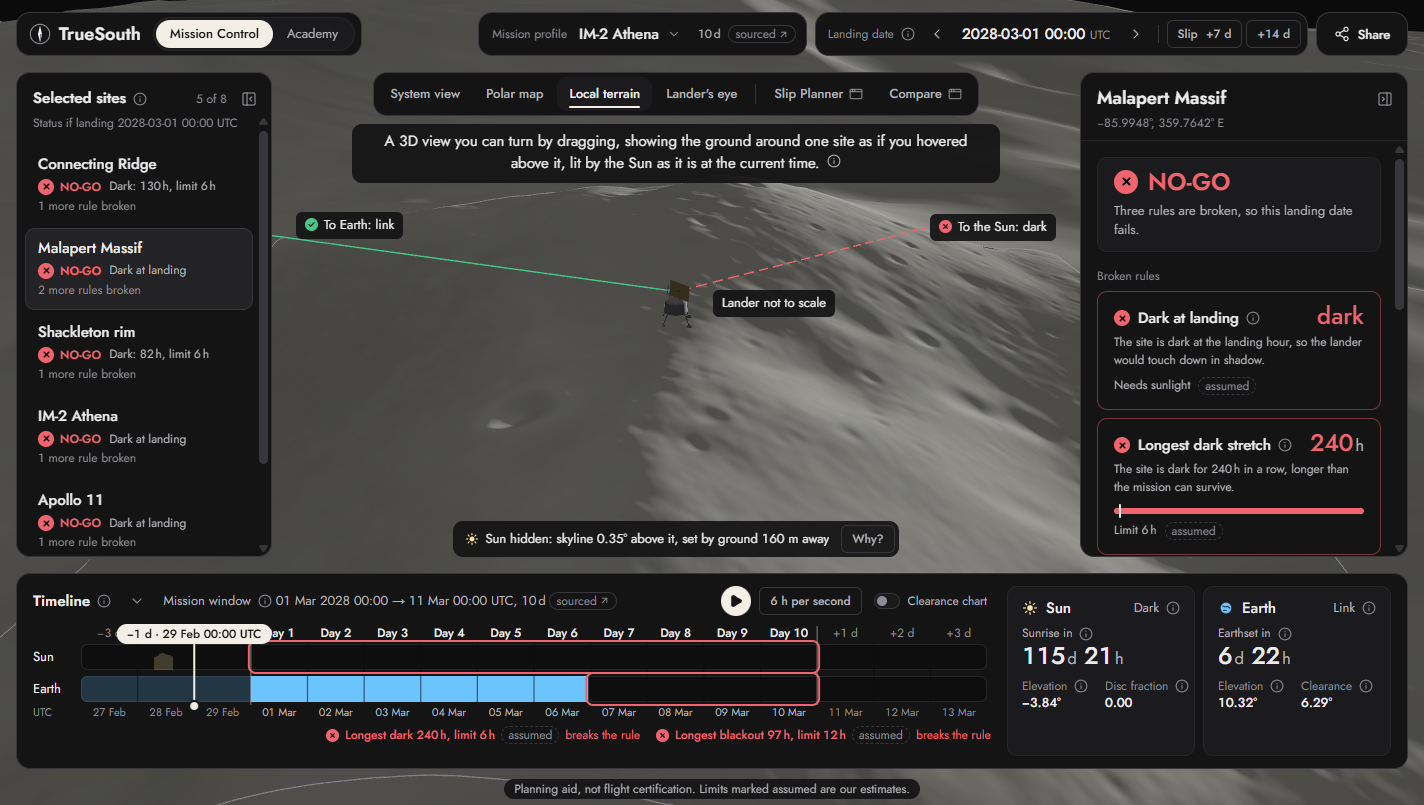 TrueSouth
Mission Control
Academy
Mission profile IM-2 Athena 10 d sourced ↗
Landing date 2028-03-01 00:00 UTC
Slip +7 d +14 d
Share
Selected sites 5 of 8
Status if landing 2028-03-01 00:00 UTC
Connecting Ridge
NO-GO Dark: 130 h, limit 6 h
1 more rule broken
Malapert Massif
NO-GO Dark at landing
2 more rules broken
Shackleton rim
NO-GO Dark: 82 h, limit 6 h
1 more rule broken
IM-2 Athena
NO-GO Dark at landing
1 more rule broken
Apollo 11
NO-GO Dark at landing
1 more rule broken
System view
Polar map
Local terrain
Lander's eye
Slip Planner
Compare
A 3D view you can turn by dragging, showing the ground around one site as if you hovered
above it, lit by the Sun as it is at the current time.
To Earth: link
To the Sun: dark
Lander not to scale
Sun hidden: skyline 0.35° above it, set by ground 160 m away Why?
Malapert Massif
−85.9948°, 359.7642° E
NO-GO
Three rules are broken, so this landing date
fails.
Broken rules
Dark at landing dark
The site is dark at the landing hour, so the lander
would touch down in shadow.
Needs sunlight assumed
Longest dark stretch 240 h
The site is dark for 240 h in a row, longer than
the mission can survive.
Limit 6 h assumed
Timeline
Mission window 01 Mar 2028 00:00 → 11 Mar 00:00 UTC, 10 d sourced ↗
6 h per second
Clearance chart
−3 −1 d · 29 Feb 00:00 UTC ay 1 Day 2 Day 3 Day 4 Day 5 Day 6 Day 7 Day 8 Day 9 Day 10 +1 d +2 d +3 d
Sun
Earth
UTC 27 Feb 28 Feb 29 Feb 01 Mar 02 Mar 03 Mar 04 Mar 05 Mar 06 Mar 07 Mar 08 Mar 09 Mar 10 Mar 11 Mar 12 Mar 13 Mar
Longest dark 240 h, limit 6 h assumed breaks the rule
Longest blackout 97 h, limit 12 h assumed breaks the rule
Sun Dark
Sunrise in
115 d 21 h
Elevation Disc fraction
−3.84° 0.00
Earth Link
Earthset in
6 d 22 h
Elevation Clearance
10.32° 6.29°
Planning aid, not flight certification. Limits marked assumed are our estimates.